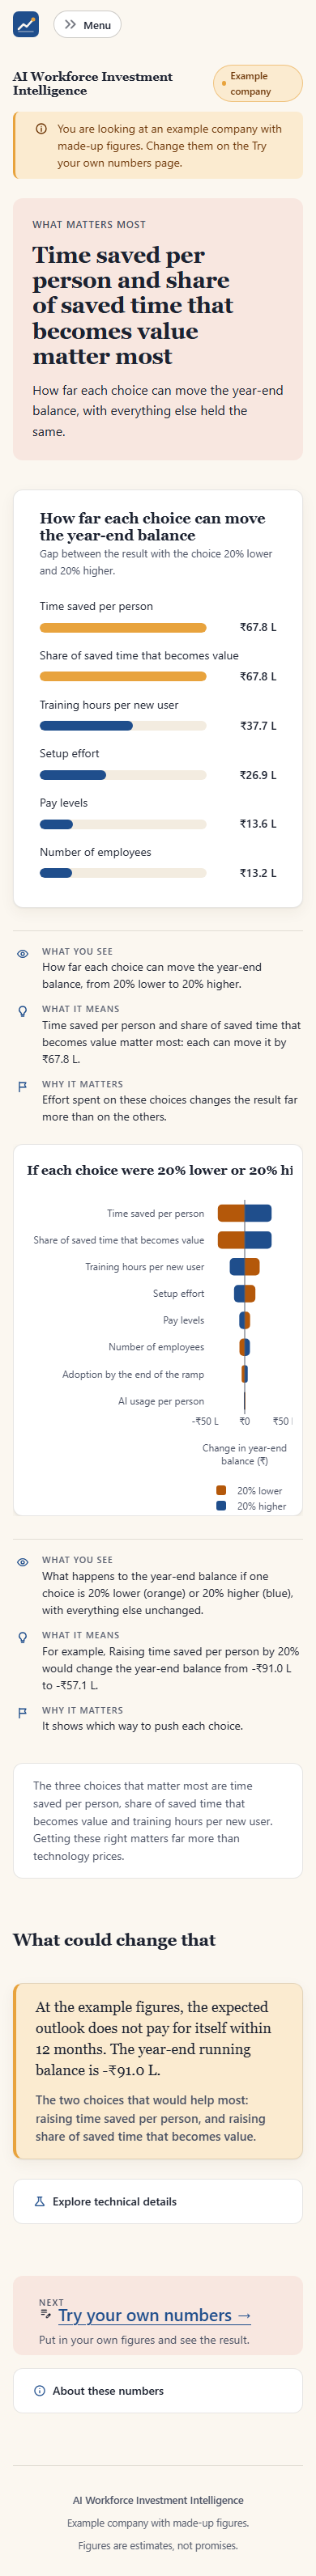 Menu
AI Workforce Investment
Intelligence
Example
company
You are looking at an example company with
made-up figures. Change them on the Try
your own numbers page.
WHAT MATTERS MOST
Time saved per
person and share
of saved time that
becomes value
matter most
How far each choice can move the year-end
balance, with everything else held the
same.
How far each choice can move
the year-end balance
Gap between the result with the choice 20% lower
and 20% higher.
Time saved per person
₹67.8 L
Share of saved time that becomes value
₹67.8 L
Training hours per new user
₹37.7 L
Setup effort
₹26.9 L
Pay levels
₹13.6 L
Number of employees
₹13.2 L
WHAT YOU SEE
How far each choice can move the year-end
balance, from 20% lower to 20% higher.
WHAT IT MEANS
Time saved per person and share of saved time that
becomes value matter most: each can move it by
₹67.8 L.
WHY IT MATTERS
Effort spent on these choices changes the result far
more than on the others.
If each choice were 20% lower or 20% hi
Time saved per person
Share of saved time that becomes value
Training hours per new user
Setup effort
Pay levels
Number of employees
Adoption by the end of the ramp
AI usage per person
-₹50 L ₹0 ₹50
Change in year-end
balance (₹)
20% lower
20% higher
WHAT YOU SEE
What happens to the year-end balance if one
choice is 20% lower (orange) or 20% higher (blue),
with everything else unchanged.
WHAT IT MEANS
For example, Raising time saved per person by 20%
would change the year-end balance from -₹91.0 L
to -₹57.1 L.
WHY IT MATTERS
It shows which way to push each choice.
The three choices that matter most are time
saved per person, share of saved time that
becomes value and training hours per new user.
Getting these right matters far more than
technology prices.
What could change that
At the example figures, the expected
outlook does not pay for itself within
12 months. The year-end running
balance is -₹91.0 L.
The two choices that would help most:
raising time saved per person, and raising
share of saved time that becomes value.
Explore technical details
NEXT
Try your own numbers →
Put in your own figures and see the result.
About these numbers
AI Workforce Investment Intelligence
Example company with made-up figures.
Figures are estimates, not promises.